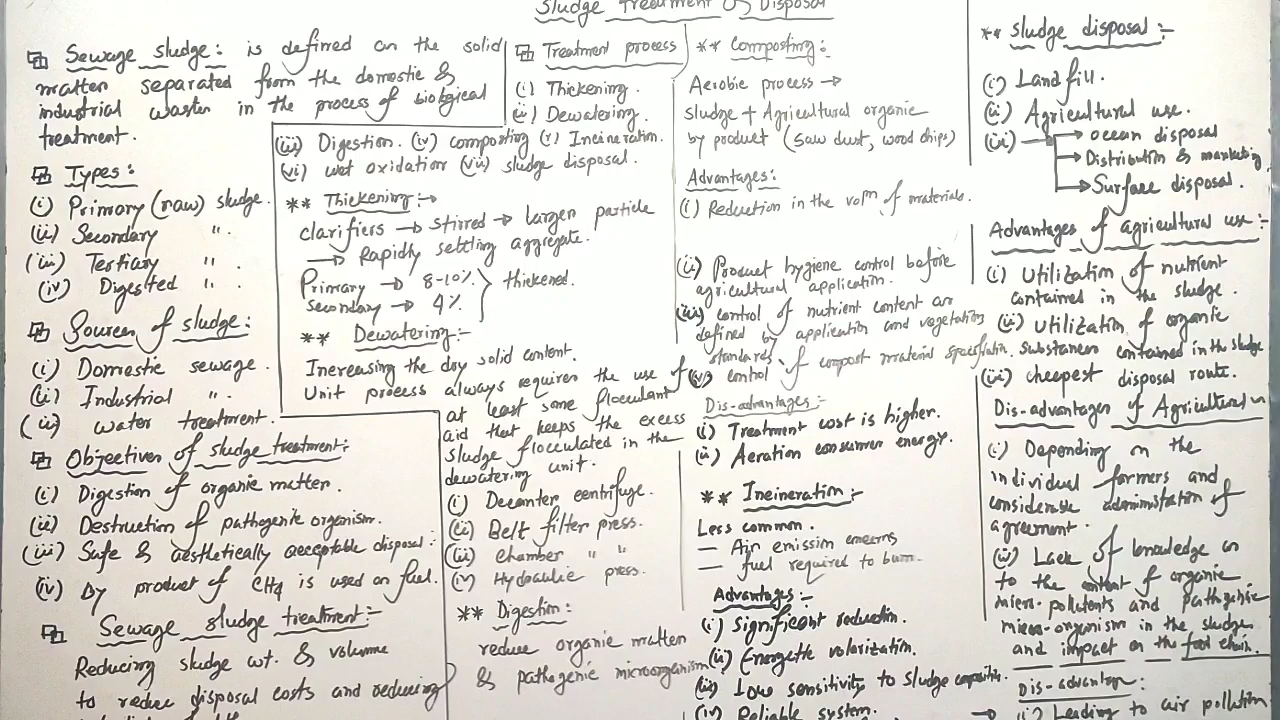 Sludge Treatment & Disposal
Sewage sludge: is defined as the solid
matter separated from the domestic &
industrial wastes in the process of biological
treatment.
Types:
(i) Primary (raw) sludge.
(ii) Secondary ".
(iii) Tertiary ".
(iv) Digested ".
Sources of sludge:
(i) Domestic sewage.
(ii) Industrial ".
(ii) water treatment.
Objectives of sludge treatment:
(i) Digestion of organic matter.
(ii) Destruction of pathogenic organism.
(iii) Safe & aesthetically acceptable disposal:
(iv) By product of CH4 is used as fuel.
Sewage sludge treatment:-
Reducing sludge wt. & volume
to reduce disposal costs and reducing
Treatment process
(i) Thickening.
(ii) Dewatering.
(iii) Digestion. (iv) composting (v) Incineration.
(vi) wet oxidation (vii) sludge disposal.
** Thickening:→
clarifiers → stirred → larger particle
→ Rapidly settling aggregate.
Primary → 8-10% } thickened.
secondary → 4%
** Dewatering:-
Increasing the dry solid content.
Unit process always requires the use of
at least some flocculant
aid that keeps the excess
sludge flocculated in the
dewatering unit.
(i) Decanter centrifuge.
(ii) Belt filter press.
(iii) chamber " "
(iv) Hydraulic press.
** Digestion:
reduce organic matter
& pathogenic microorganism
** Composting:
Aerobic process →
sludge + Agricultural organic
by product (saw dust, wood chips)
Advantages:
(i) Reduction in the volm of materials.
(ii) Product hygiene control before
agricultural application.
(iii) control of nutrient content as
defined by application and vegetation
standards.
(iv) control of compost material specification.
Dis-advantages:-
(i) Treatment cost is higher.
(ii) Aeration consumer energy.
** Incineration:-
Less common.
— Air emission concerns
— fuel required to burn.
Advantages:-
(i) Significant reduction.
(ii) Energetic valorization.
(iii) Low sensitivity to sludge composition.
(iv) Reliable system.
** sludge disposal:-
(i) Land fill.
(ii) Agricultural use.
(iii) → ocean disposal
→ Distribution & marketing
→ Surface disposal.
Advantages of agricultural use:-
(i) Utilization of nutrient
contained in the sludge.
(ii) Utilization of organic
substances contained in the sludge
(iii) cheapest disposal route.
Dis-advantages of Agricultural u
(i) Depending on the
individual farmers and
considerable administration of
agreement.
(ii) Lack of knowledge as
to the content of organic
micro-pollutents and pathogenic
micro-organism in the sludge
and impact on the food chain.
Dis-advantage:
→ (i) Leading to air pollution